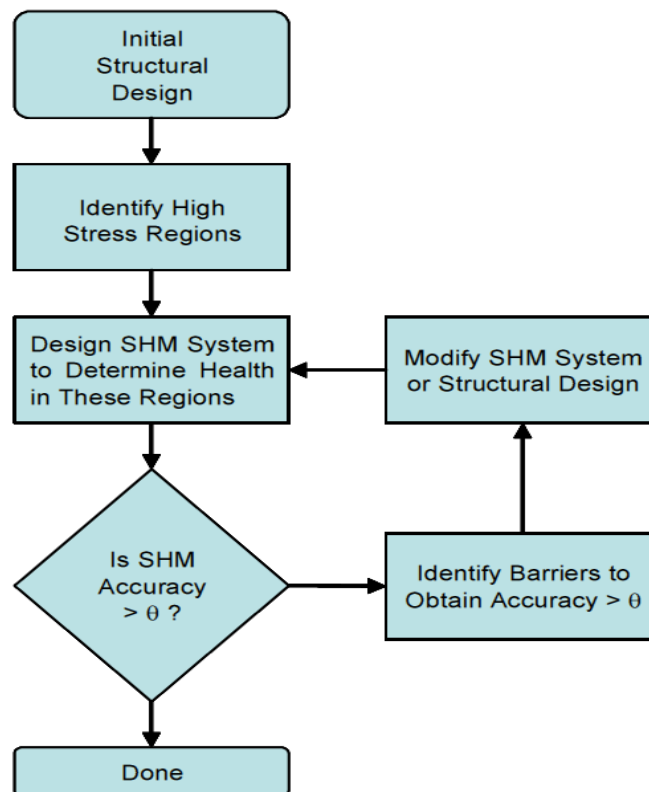 Initial
Structural
Design
Identify High
Stress Regions
Design SHM System
to Determine Health
in These Regions
Modify SHM System
or Structural Design
Is SHM
Accuracy
> θ ?
Identify Barriers to
Obtain Accuracy > θ
Done